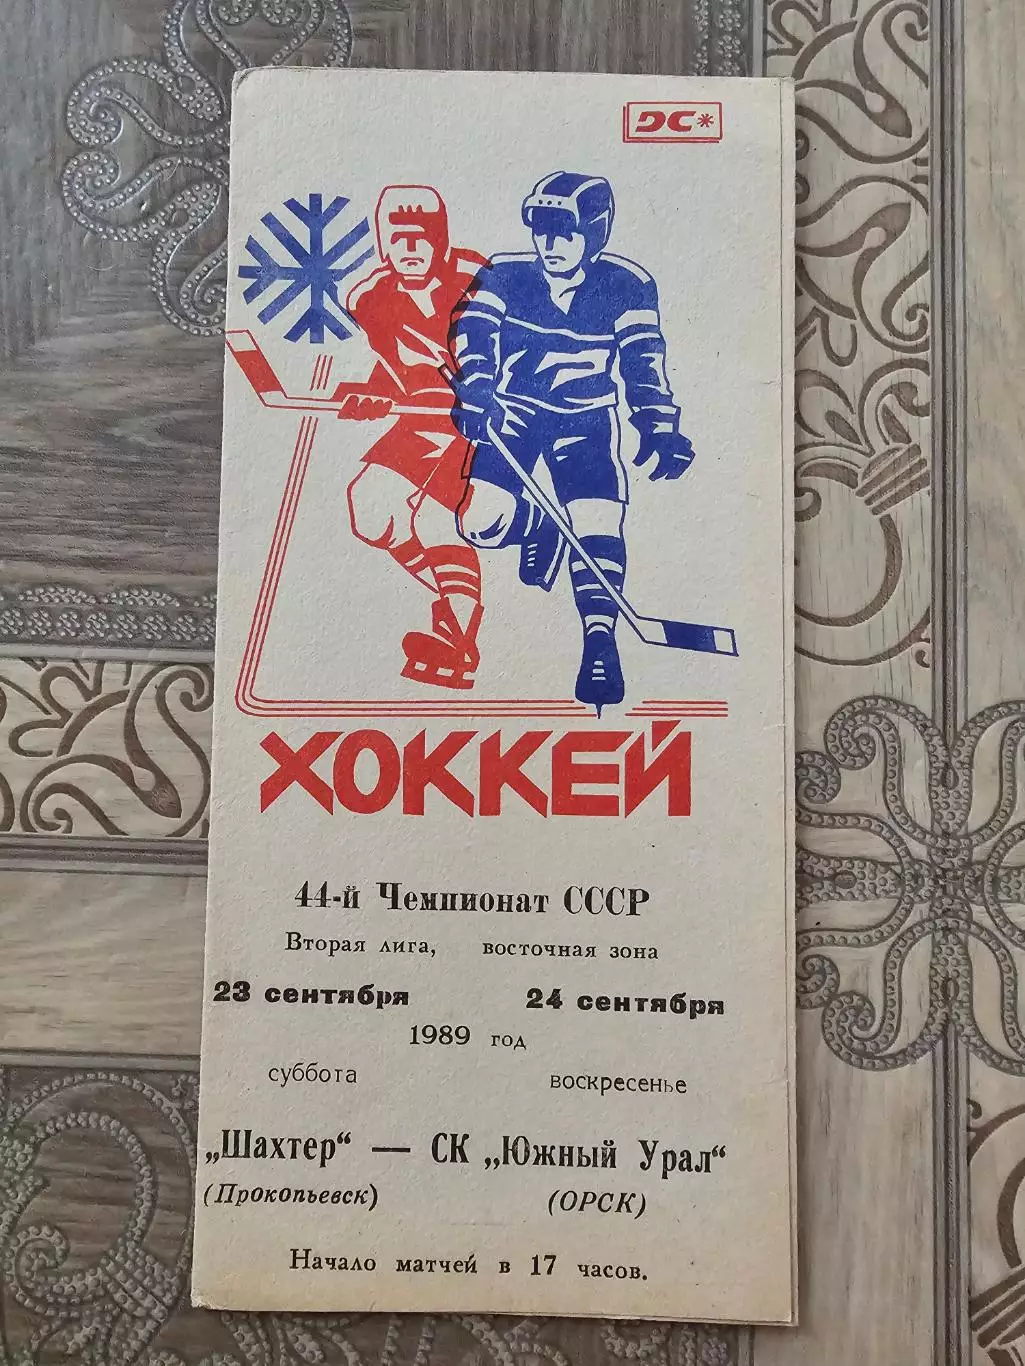 ДС*
ХОККЕЙ
44-й Чемпионат СССР
Вторая лига, восточная зона
23 сентября 24 сентября
1989 год
суббота воскресенье
„Шахтер“ — СК „Южный Урал“
(Прокопьевск) (ОРСК)
Начало матчей в 17 часов.